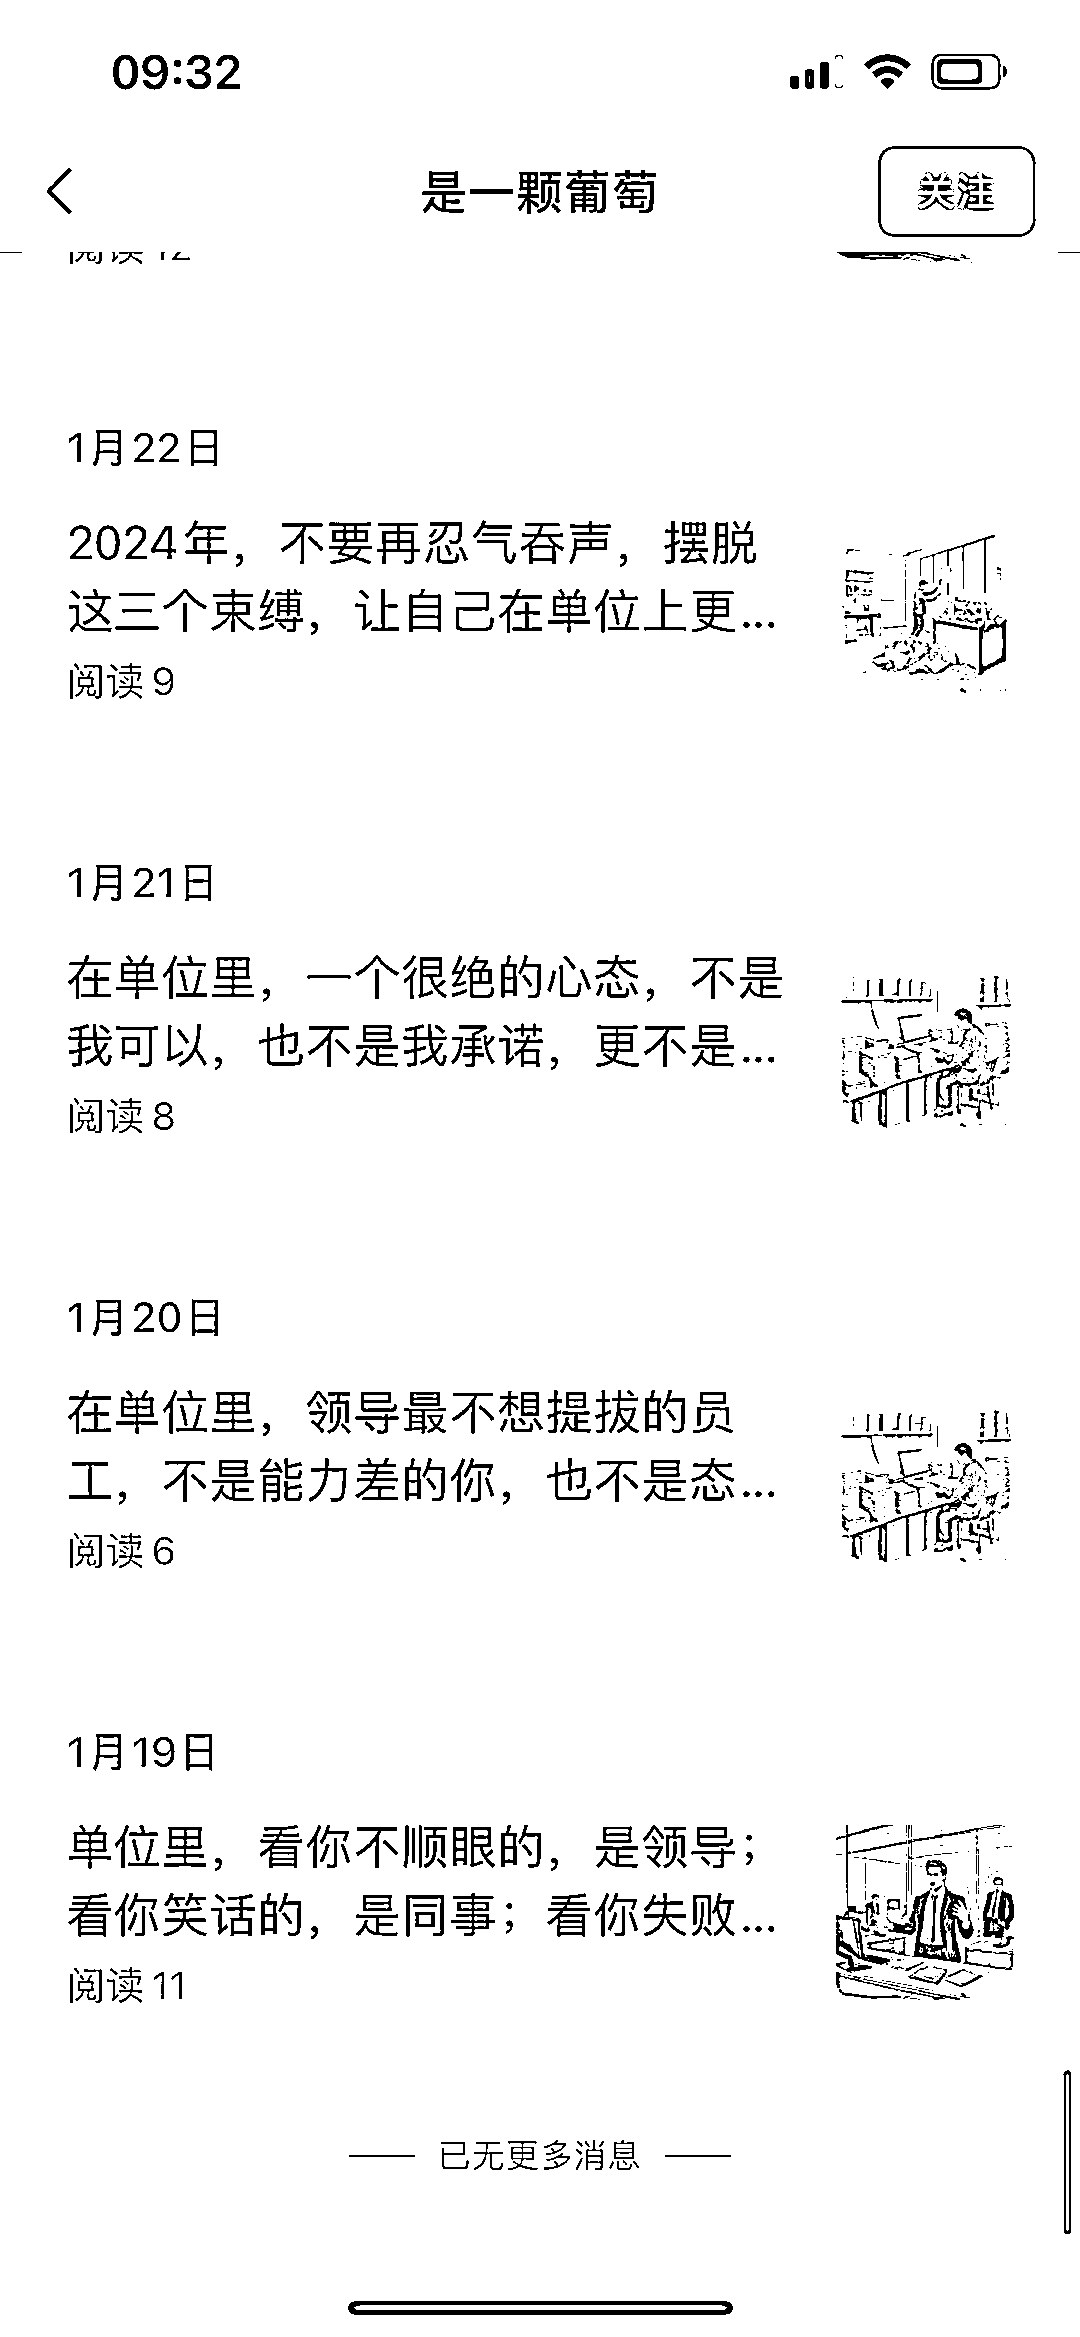 09:32
是一颗葡萄
关注
阅读 12
1月22日
2024年，不要再忍气吞声，摆脱
这三个束缚，让自己在单位上更...
阅读 9
1月21日
在单位里，一个很绝的心态，不是
我可以，也不是我承诺，更不是...
阅读 8
1月20日
在单位里，领导最不想提拔的员
工，不是能力差的你，也不是态...
阅读 6
1月19日
单位里，看你不顺眼的，是领导；
看你笑话的，是同事；看你失败...
阅读 11
已无更多消息